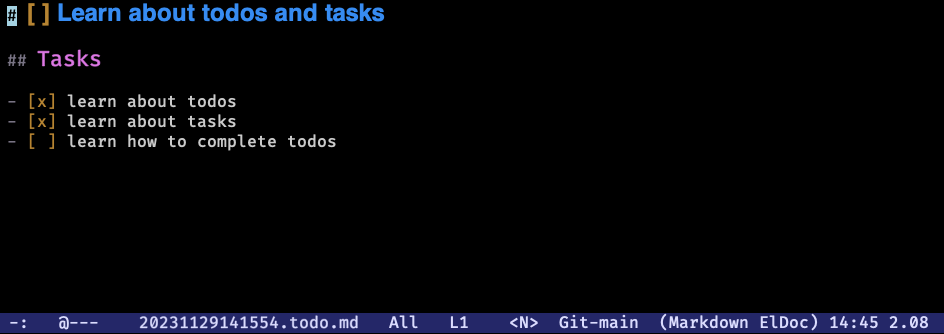 # [ ] Learn about todos and tasks
## Tasks
- [x] learn about todos
- [x] learn about tasks
- [ ] learn how to complete todos
-:   @---    20231129141554.todo.md   All   L1    <N>  Git-main  (Markdown ElDoc) 14:45 2.08